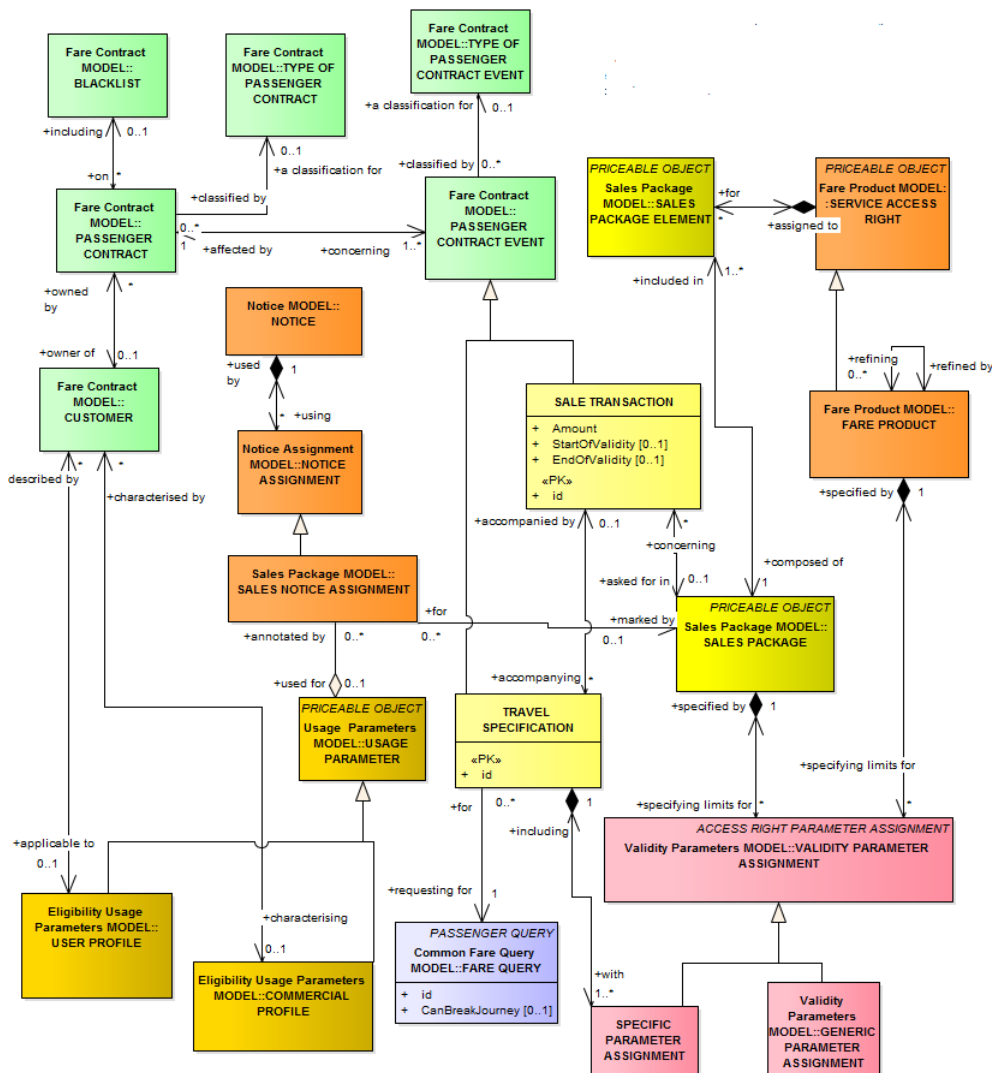 Fare Contract
MODEL::
BLACKLIST
Fare Contract
MODEL::TYPE OF
PASSENGER
CONTRACT
Fare Contract
MODEL::TYPE OF
PASSENGER
CONTRACT EVENT
+including
0..1
+a classification for
0..1
0..1
+a classification for
+on
*
+classified by
+classified by
0..*
Fare Contract
MODEL::
PASSENGER
CONTRACT
0..*
1
+affected by
+concerning
1..*
Fare Contract
MODEL::
PASSENGER
CONTRACT EVENT
PRICEABLE OBJECT
Sales Package
MODEL::SALES
PACKAGE ELEMENT
+for
*
+assigned to
PRICEABLE OBJECT
Fare Product MODEL:
:SERVICE ACCESS
RIGHT
+included in
1..*
+owned
by
*
+owner of
0..1
Notice MODEL::
NOTICE
+used
by
1
*
+using
Fare Contract
MODEL::
CUSTOMER
Notice Assignment
MODEL::NOTICE
ASSIGNMENT
SALE TRANSACTION
+ Amount
+ StartOfValidity [0..1]
+ EndOfValidity [0..1]
«PK»
+ id
+refining
0..*
+refined by
Fare Product MODEL::
FARE PRODUCT
described by
*
*
+characterised by
+accompanied by
0..1
*
+concerning
+specified by
1
+asked for in
0..1
+composed of
1
Sales Package MODEL::
SALES NOTICE ASSIGNMENT
+for
0..*
+marked by
0..1
PRICEABLE OBJECT
Sales Package MODEL::
SALES PACKAGE
+annotated by
0..*
+used for
0..1
+accompanying
*
+specified by
1
PRICEABLE OBJECT
Usage Parameters
MODEL::USAGE
PARAMETER
TRAVEL
SPECIFICATION
«PK»
+ id
+for
0..*
1
+including
+specifying limits for
*
+specifying limits for
*
+applicable to
0..1
ACCESS RIGHT PARAMETER ASSIGNMENT
Validity Parameters MODEL::VALIDITY PARAMETER
ASSIGNMENT
Eligibility Usage
Parameters MODEL::
USER PROFILE
+characterising
0..1
+requesting for
1
Eligibility Usage Parameters
MODEL::COMMERCIAL
PROFILE
PASSENGER QUERY
Common Fare Query
MODEL::FARE QUERY
+ id
+ CanBreakJourney [0..1]
+with
1..*
SPECIFIC
PARAMETER
ASSIGNMENT
Validity
Parameters
MODEL::GENERIC
PARAMETER
ASSIGNMENT